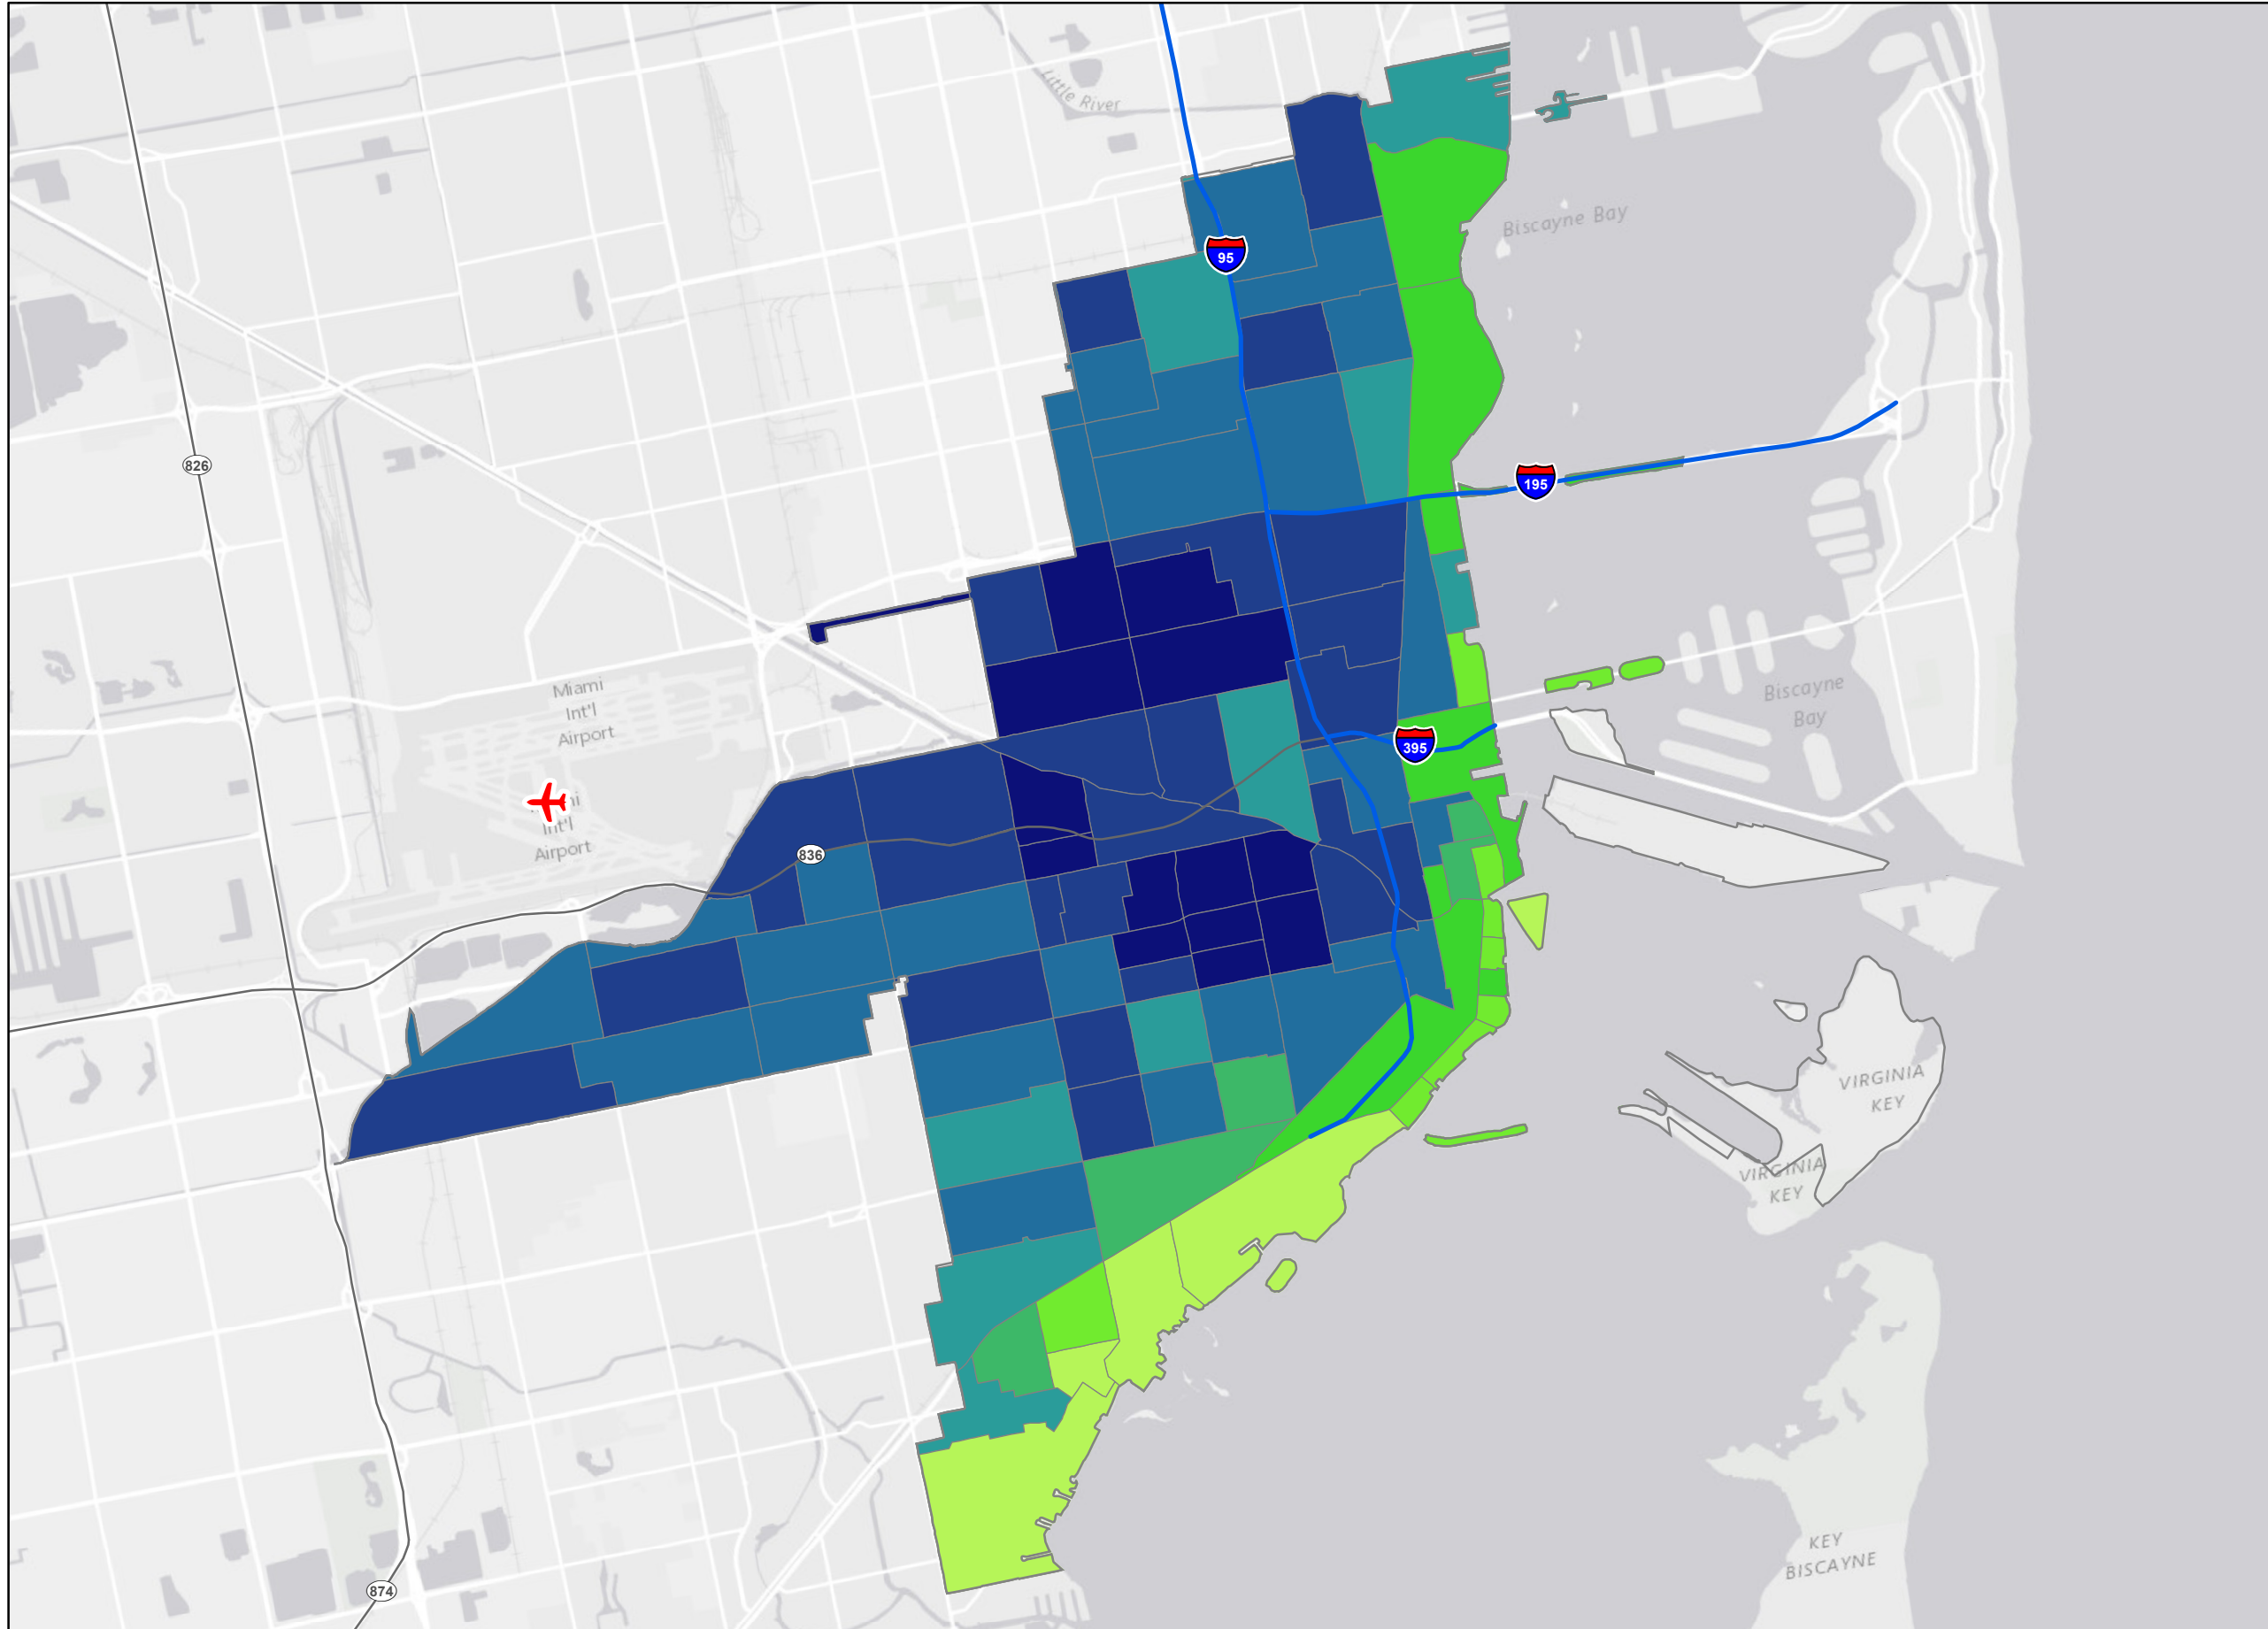 Little River
Biscayne Bay
95
826
195
Miami
Int'l
Airport
Biscayne
Bay
395
Int'l
Airport
836
VIRGINIA
KEY
VIRGINIA
KEY
KEY
BISCAYNE
874